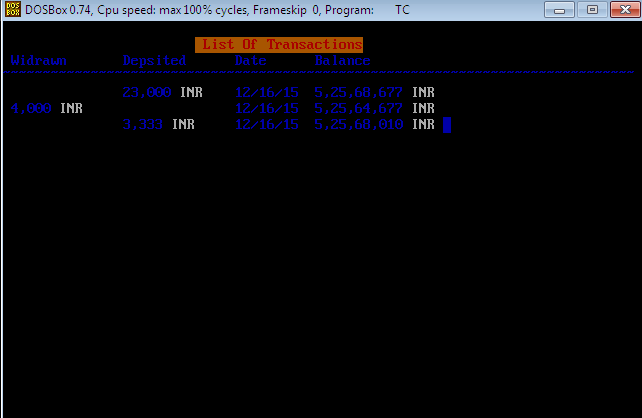 DOSBox 0.74, Cpu speed: max 100% cycles, Frameskip 0, Program: TC
List Of Transactions
Widrawn Deposited Date Balance
23.000 INR 12/16/15 5.25.68.677 INR
4.000 INR 12/16/15 5.25.64.677 INR
3.333 INR 12/16/15 5.25.68.010 INR